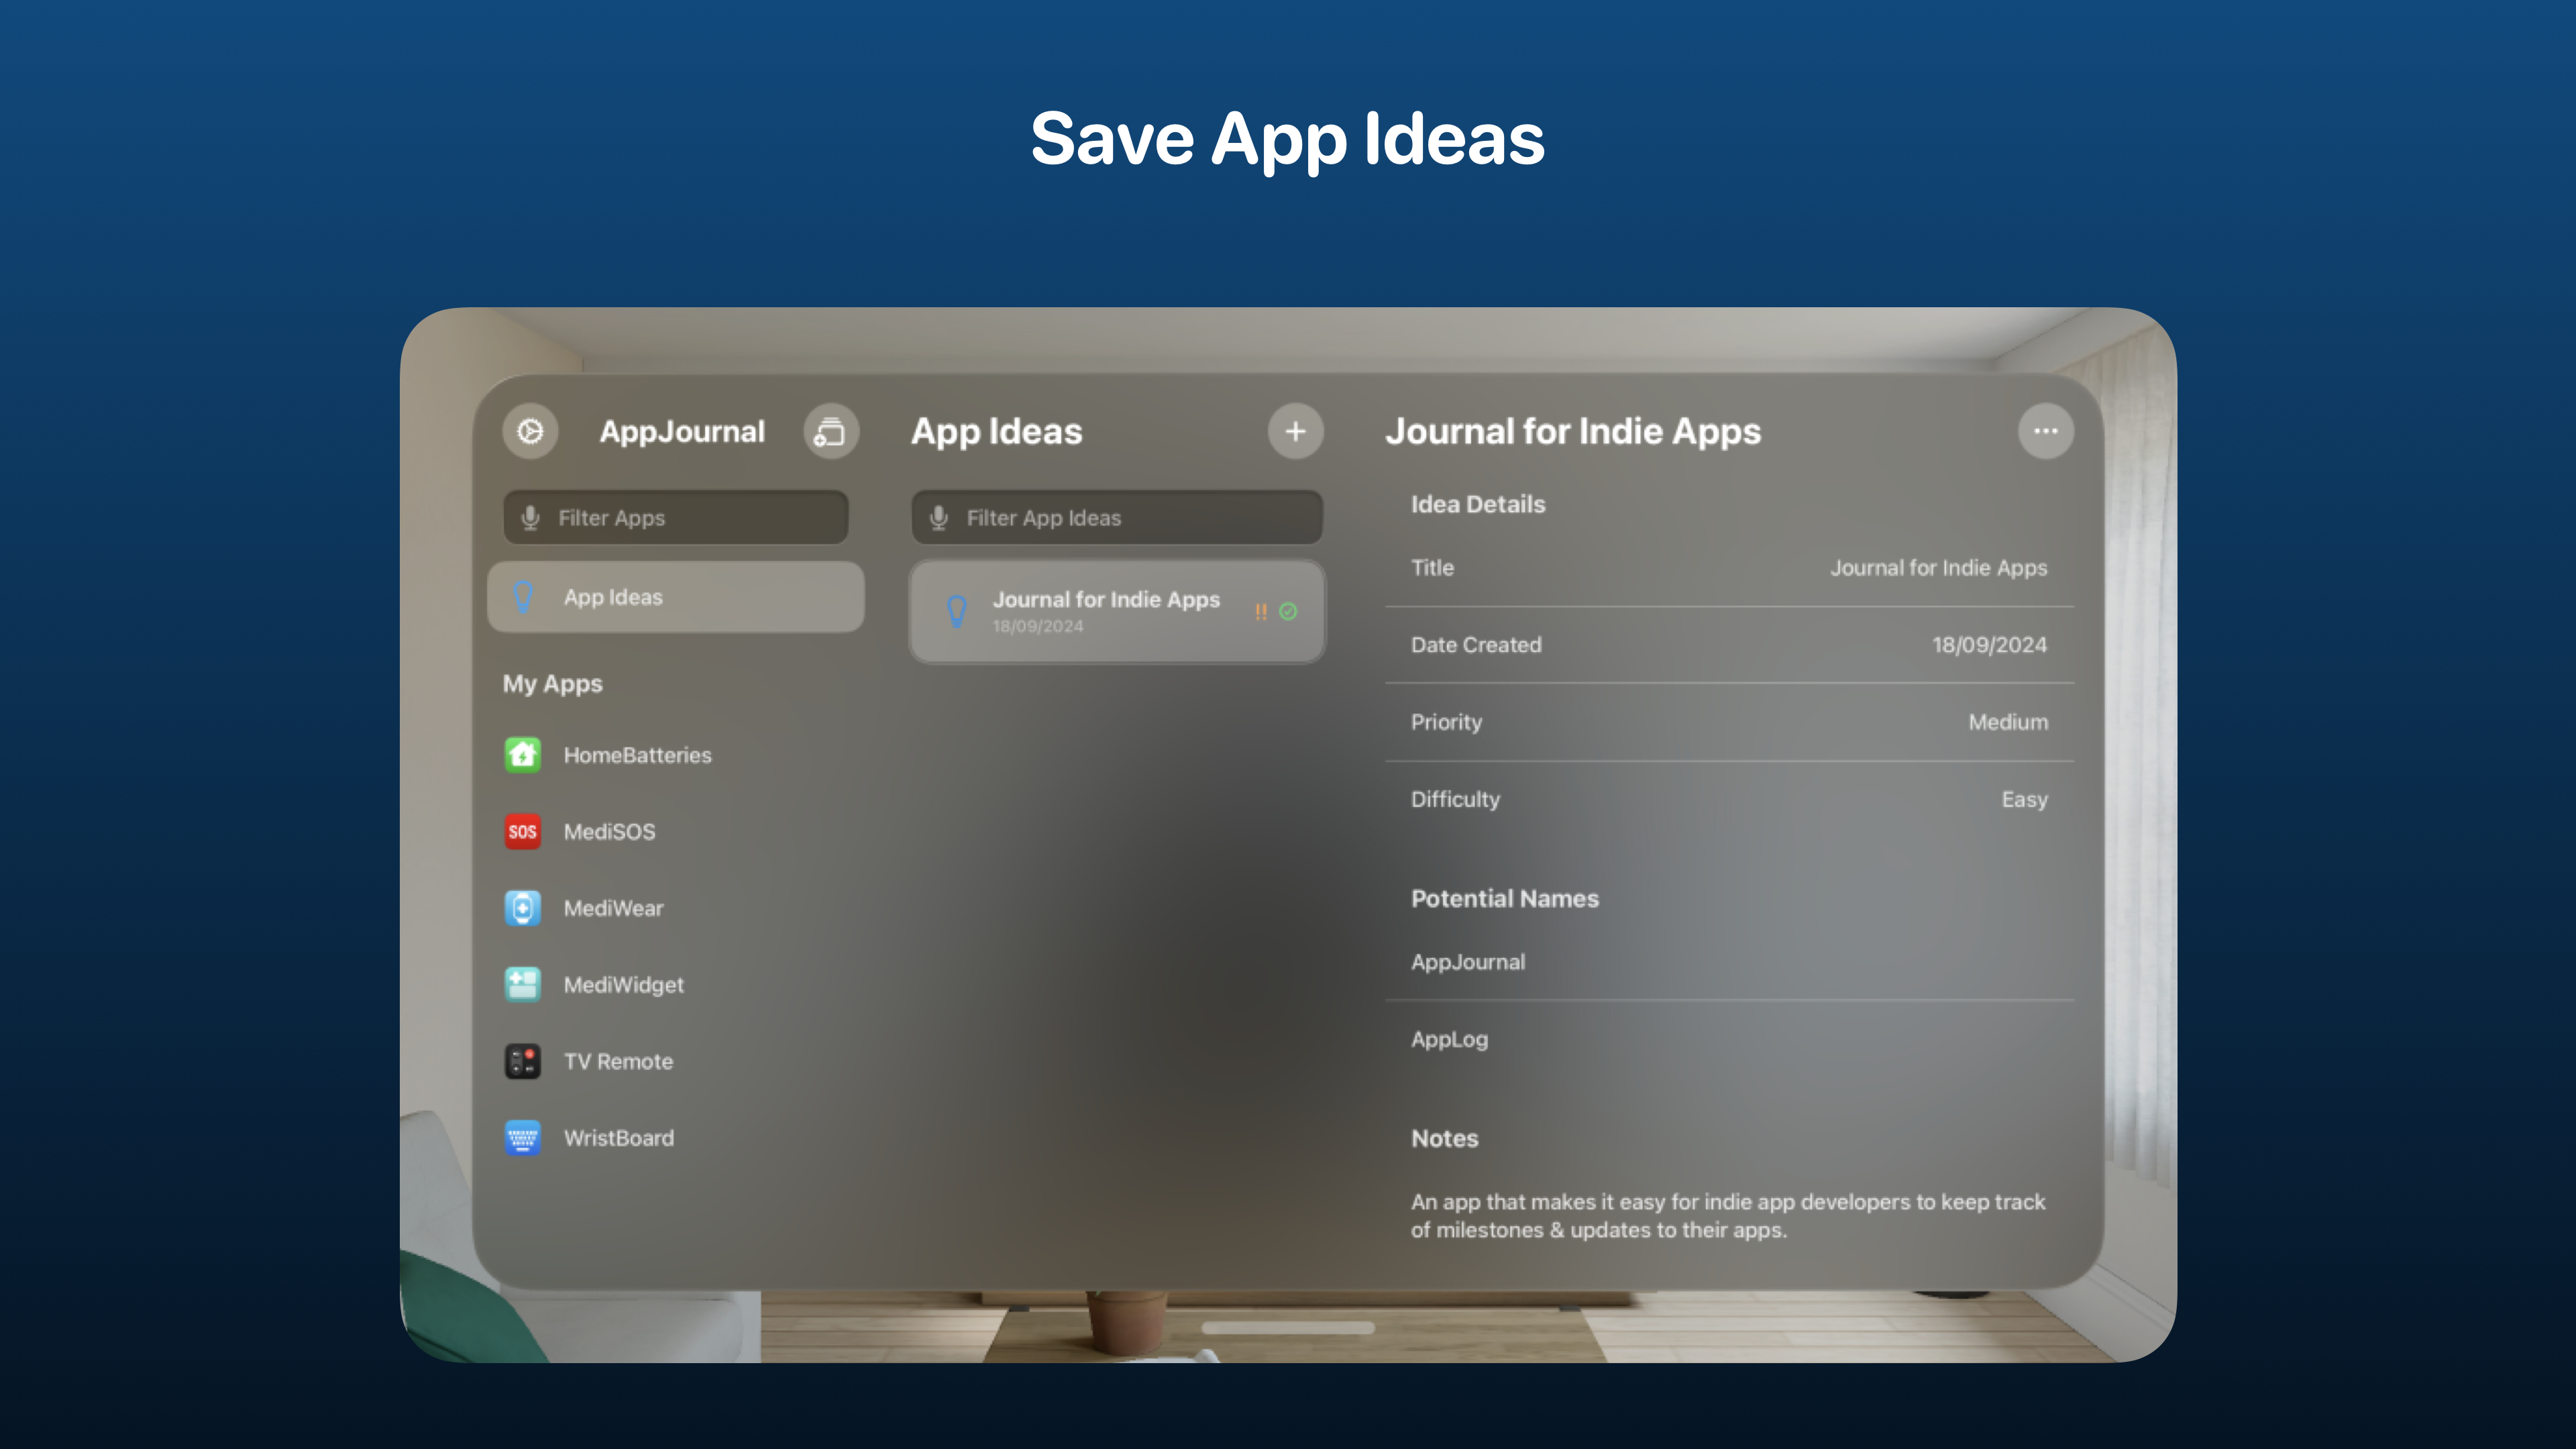 Save App Ideas
AppJournal
Filter Apps
App Ideas
My Apps
HomeBatteries
SOS
MediSOS
MediWear
MediWidget
TV Remote
WristBoard
App Ideas
Filter App Ideas
Journal for Indie Apps
18/09/2024
Journal for Indie Apps
Idea Details
Title Journal for Indie Apps
Date Created 18/09/2024
Priority Medium
Difficulty Easy
Potential Names
AppJournal
AppLog
Notes
An app that makes it easy for indie app developers to keep track
of milestones & updates to their apps.